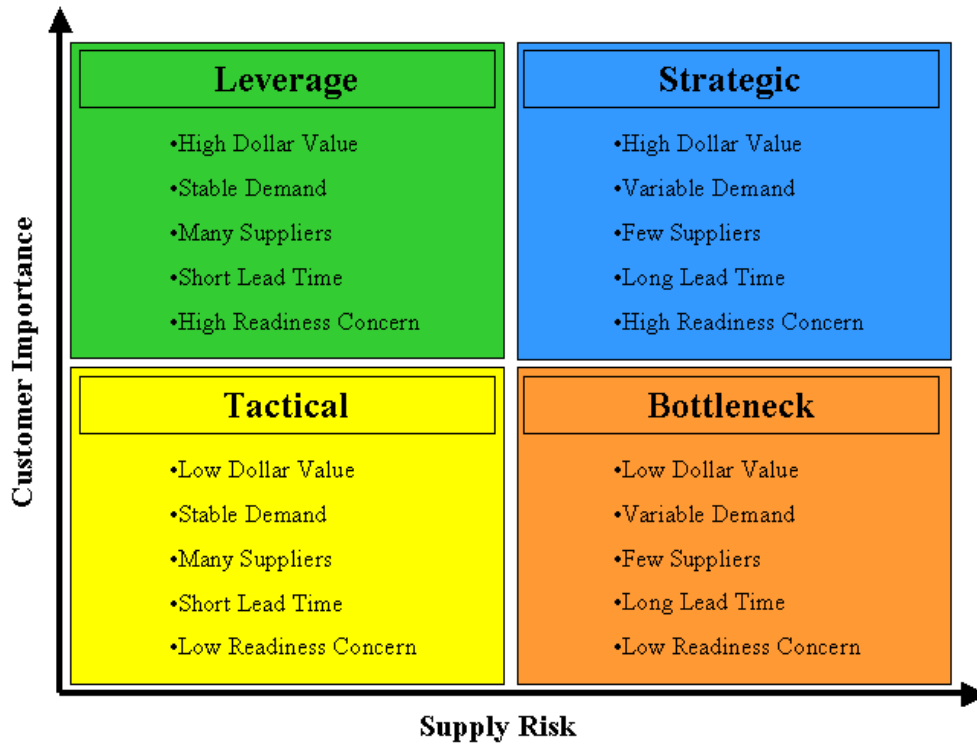 Customer Importance
Leverage
•High Dollar Value
•Stable Demand
•Many Suppliers
•Short Lead Time
•High Readiness Concern
Strategic
•High Dollar Value
•Variable Demand
•Few Suppliers
•Long Lead Time
•High Readiness Concern
Tactical
•Low Dollar Value
•Stable Demand
•Many Suppliers
•Short Lead Time
•Low Readiness Concern
Bottleneck
•Low Dollar Value
•Variable Demand
•Few Suppliers
•Long Lead Time
•Low Readiness Concern
Supply Risk